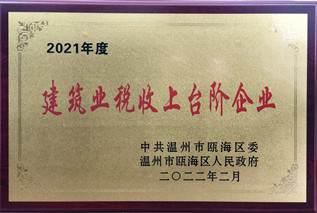 2021年度
建筑业税收上台阶企业
中共温州市瓯海区委
温州市瓯海区人民政府
二〇二二年二月